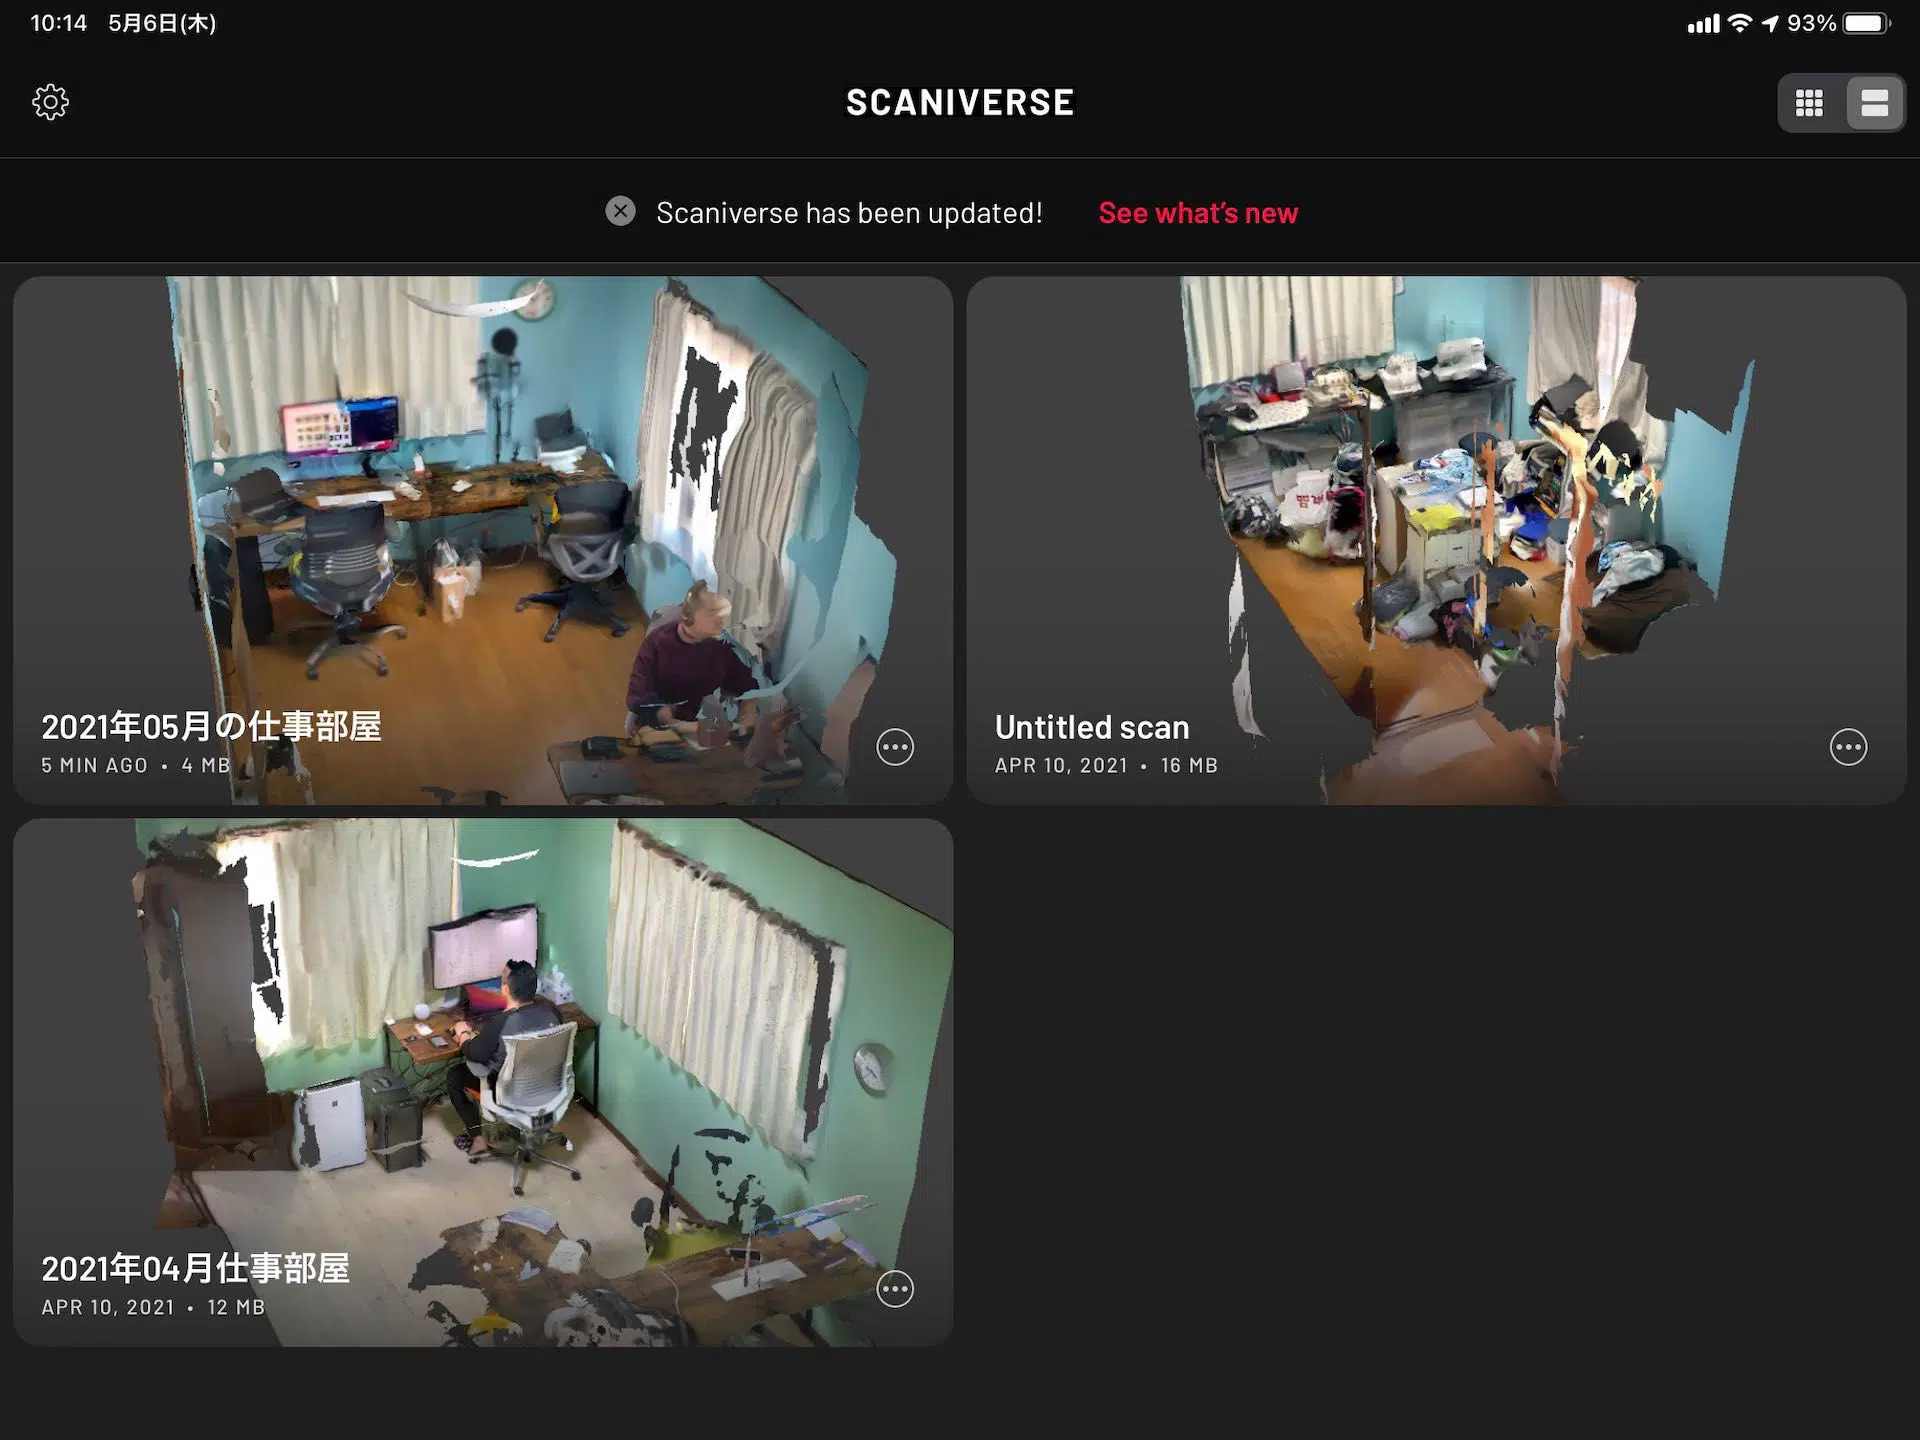 10:14 5月6日(木)
93%
SCANIVERSE
Scaniverse has been updated! See what's new
2021年05月の仕事部屋
5 MIN AGO • 4 MB
Untitled scan
APR 10, 2021 • 16 MB
2021年04月仕事部屋
APR 10, 2021 • 12 MB